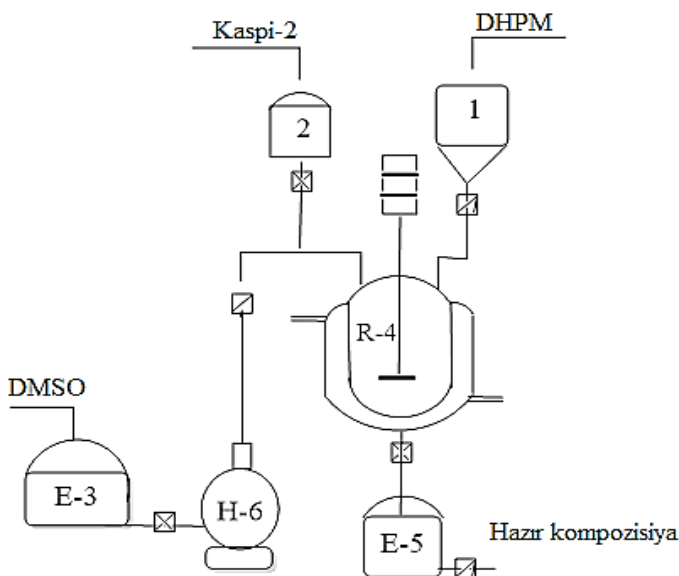 Kaspi-2
DHPM
2
1
R-4
DMSO
E-3
H-6
E-5
Hazır kompozisiya